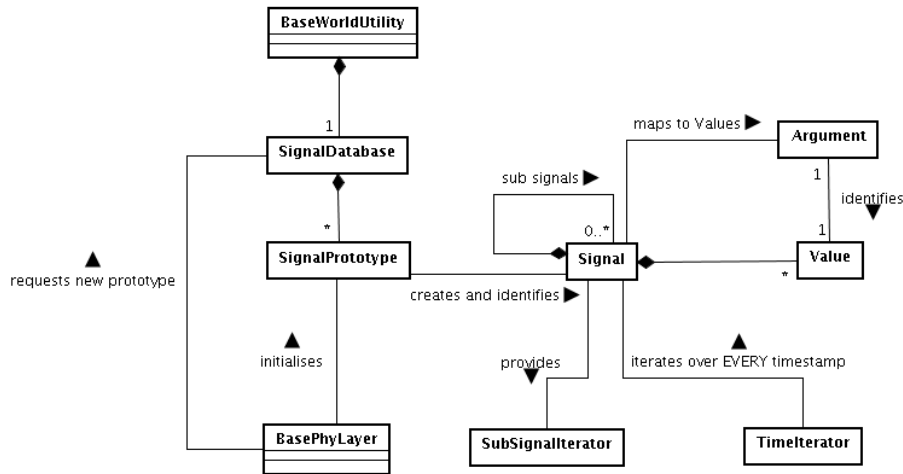 BaseWorldUtility
1
SignalDatabase
*
SignalPrototype
requests new prototype
initialises
BasePhyLayer
creates and identifies
sub signals
0..*
Signal
maps to Values
Argument
1
identifies
1
Value
*
provides
iterates over EVERY timestamp
SubSignalIterator
TimeIterator